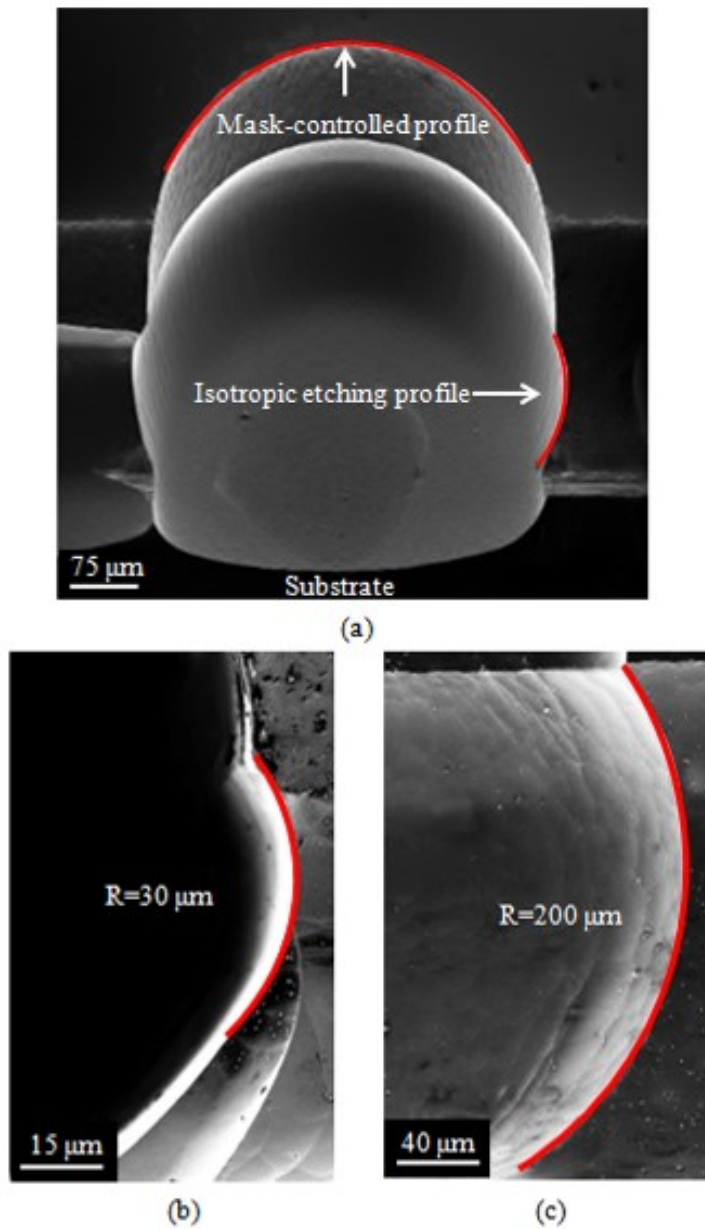 Mask-controlled profile
Isotropic etching profile
75 μm
Substrate
(a)
R=30 μm
15 μm
(b)
R=200 μm
40 μm
(c)